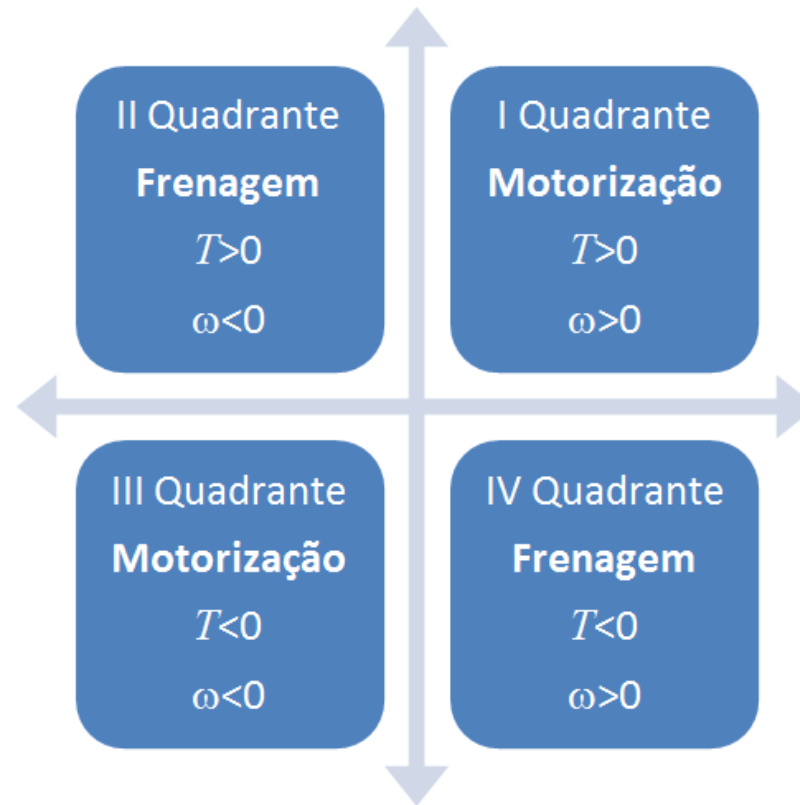 II Quadrante
Frenagem
T>0
ω<0
I Quadrante
Motorização
T>0
ω>0
III Quadrante
Motorização
T<0
ω<0
IV Quadrante
Frenagem
T<0
ω>0